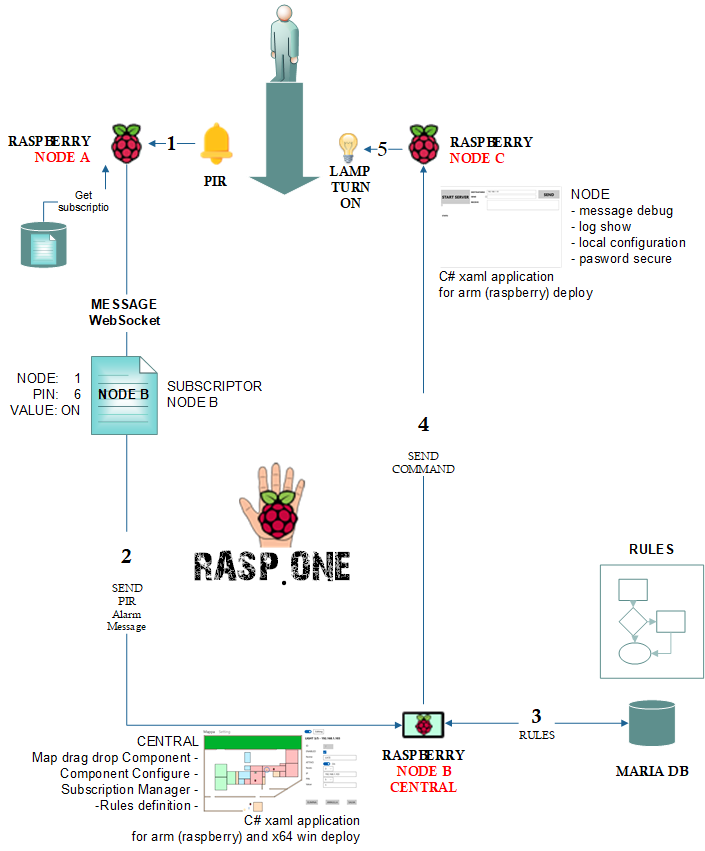 RASPBERRY
NODE A
1
PIR
Get
subscriptio
LAMP
TURN
ON
5
RASPBERRY
NODE C
START SERVER
SEND
NODE
- message debug
- log show
- local configuration
- pasword secure
C# xaml application
for arm (raspberry) deploy
MESSAGE
WebSocket
NODE: 1
PIN: 6
VALUE: ON
NODE B
SUBSCRIPTOR
NODE B
4
SEND
COMMAND
RASP.ONE
2
SEND
PIR
Alarm
Message
RULES
3
RULES
MARIA DB
RASPBERRY
NODE B
CENTRAL
CENTRAL
Map drag drop Component -
Component Configure -
Subscription Manager -
-Rules definition -
C# xaml application
for arm (raspberry) and x64 win deploy